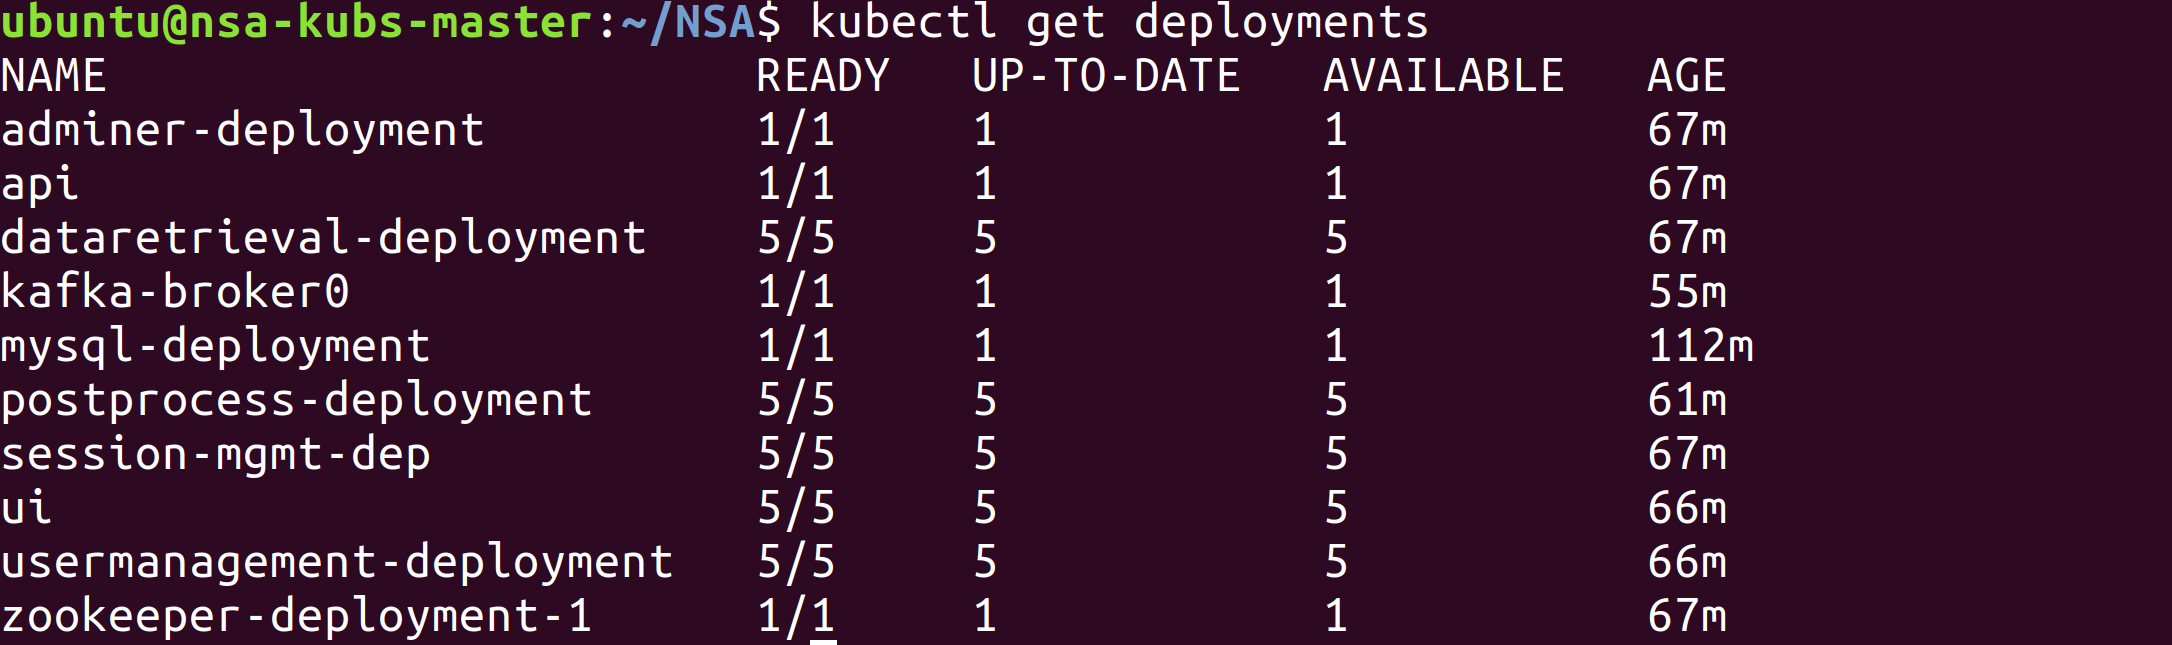 ubuntu@nsa-kubs-master:~/NSA$ kubectl get deployments
NAME                        READY   UP-TO-DATE   AVAILABLE   AGE
adminer-deployment          1/1     1            1           67m
api                         1/1     1            1           67m
dataretrieval-deployment    5/5     5            5           67m
kafka-broker0               1/1     1            1           55m
mysql-deployment            1/1     1            1           112m
postprocess-deployment      5/5     5            5           61m
session-mgmt-dep            5/5     5            5           67m
ui                          5/5     5            5           66m
usermanagement-deployment   5/5     5            5           66m
zookeeper-deployment-1      1/1     1            1           67m